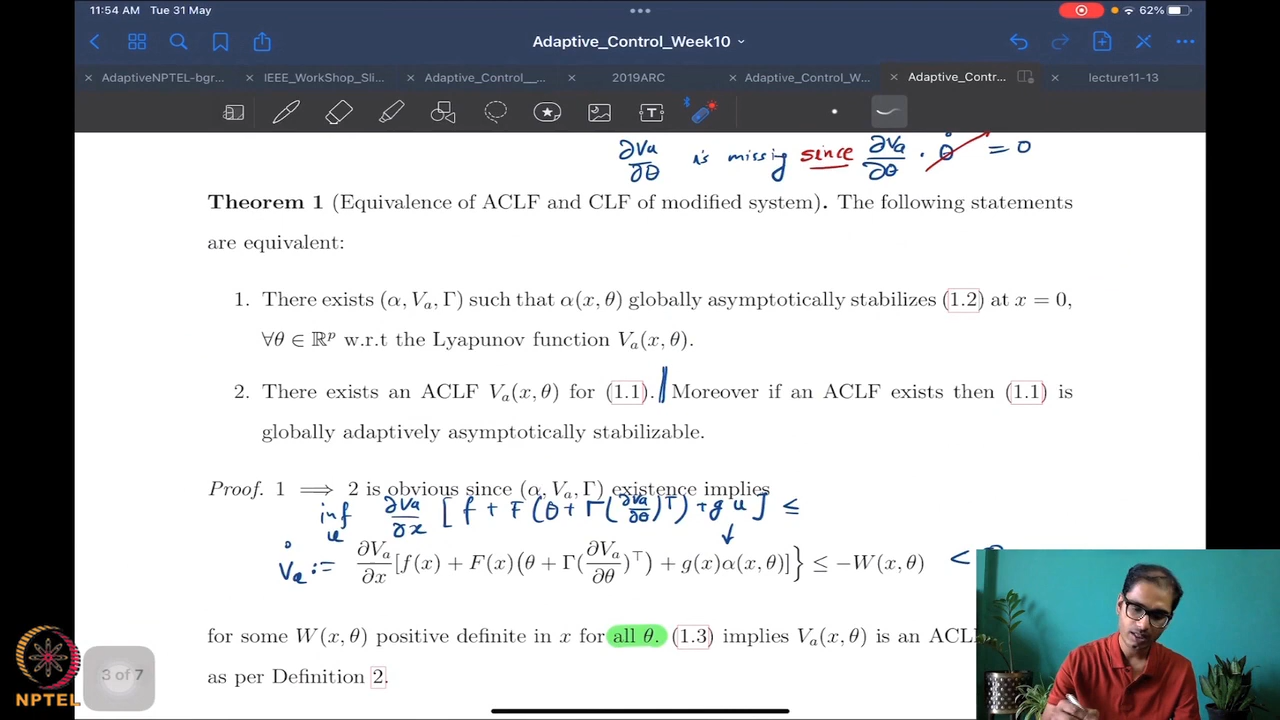 11:54 AM Tue 31 May
62%
Adaptive_Control_Week10
AdaptiveNPTEL-bgr... IEEE_WorkShop_Sli... Adaptive_Control__... 2019ARC Adaptive_Control_W... Adaptive_Contr... lecture11-13
∂Va/∂θ is missing since ∂Va/∂θ · θ̇ = 0
Theorem 1 (Equivalence of ACLF and CLF of modified system). The following statements
are equivalent:
1. There exists (α, Va, Γ) such that α(x, θ) globally asymptotically stabilizes (1.2) at x = 0,
∀θ ∈ ℝᵖ w.r.t the Lyapunov function Va(x, θ).
2. There exists an ACLF Va(x, θ) for (1.1). Moreover if an ACLF exists then (1.1) is
globally adaptively asymptotically stabilizable.
Proof. 1 ⟹ 2 is obvious since (α, Va, Γ) existence implies
inf u ∂Va/∂x [f + F(θ + Γ(∂Va/∂θ)⊤) + g u] ≤
V̇a := ∂Va/∂x [f(x) + F(x)(θ + Γ(∂Va/∂θ)⊤) + g(x)α(x, θ)]} ≤ −W(x, θ) <
for some W(x, θ) positive definite in x for all θ. (1.3) implies Va(x, θ) is an ACL
as per Definition 2.
3 of 7
NPTEL